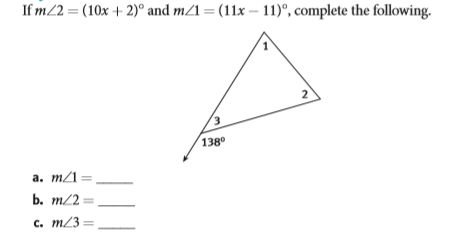 If m∠2 = (10x + 2)° and m∠1 = (11x – 11)°, complete the following.
1
2
3
138°
a. m∠1 = ____
b. m∠2 = ____
c. m∠3 = ____